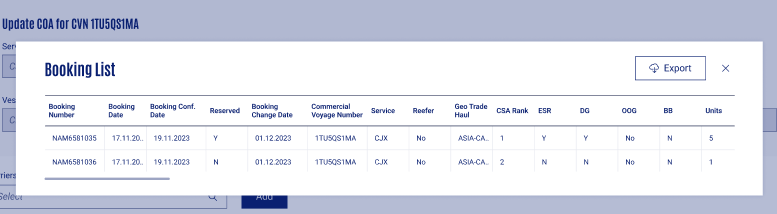 Update COA for CVN 1TU5QS1MA
Booking List
Export
Booking Number Booking Date Booking Conf. Date Reserved Booking Change Date Commercial Voyage Number Service Reefer Geo Trade Haul CSA Rank ESR DG OOG BB Units
NAM6581035 17.11.20.. 19.11.2023 Y 01.12.2023 1TU5QS1MA CJX No ASIA-CA.. 1 Y Y No N 5
NAM6581036 17.11.20.. 19.11.2023 N 01.12.2023 1TU5QS1MA CJX No ASIA-CA.. 2 N N No N 1
Select
Add